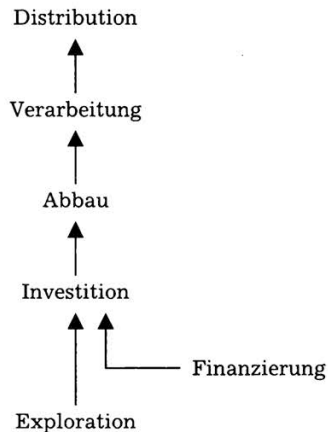 Distribution
Verarbeitung
Abbau
Investition
Finanzierung
Exploration